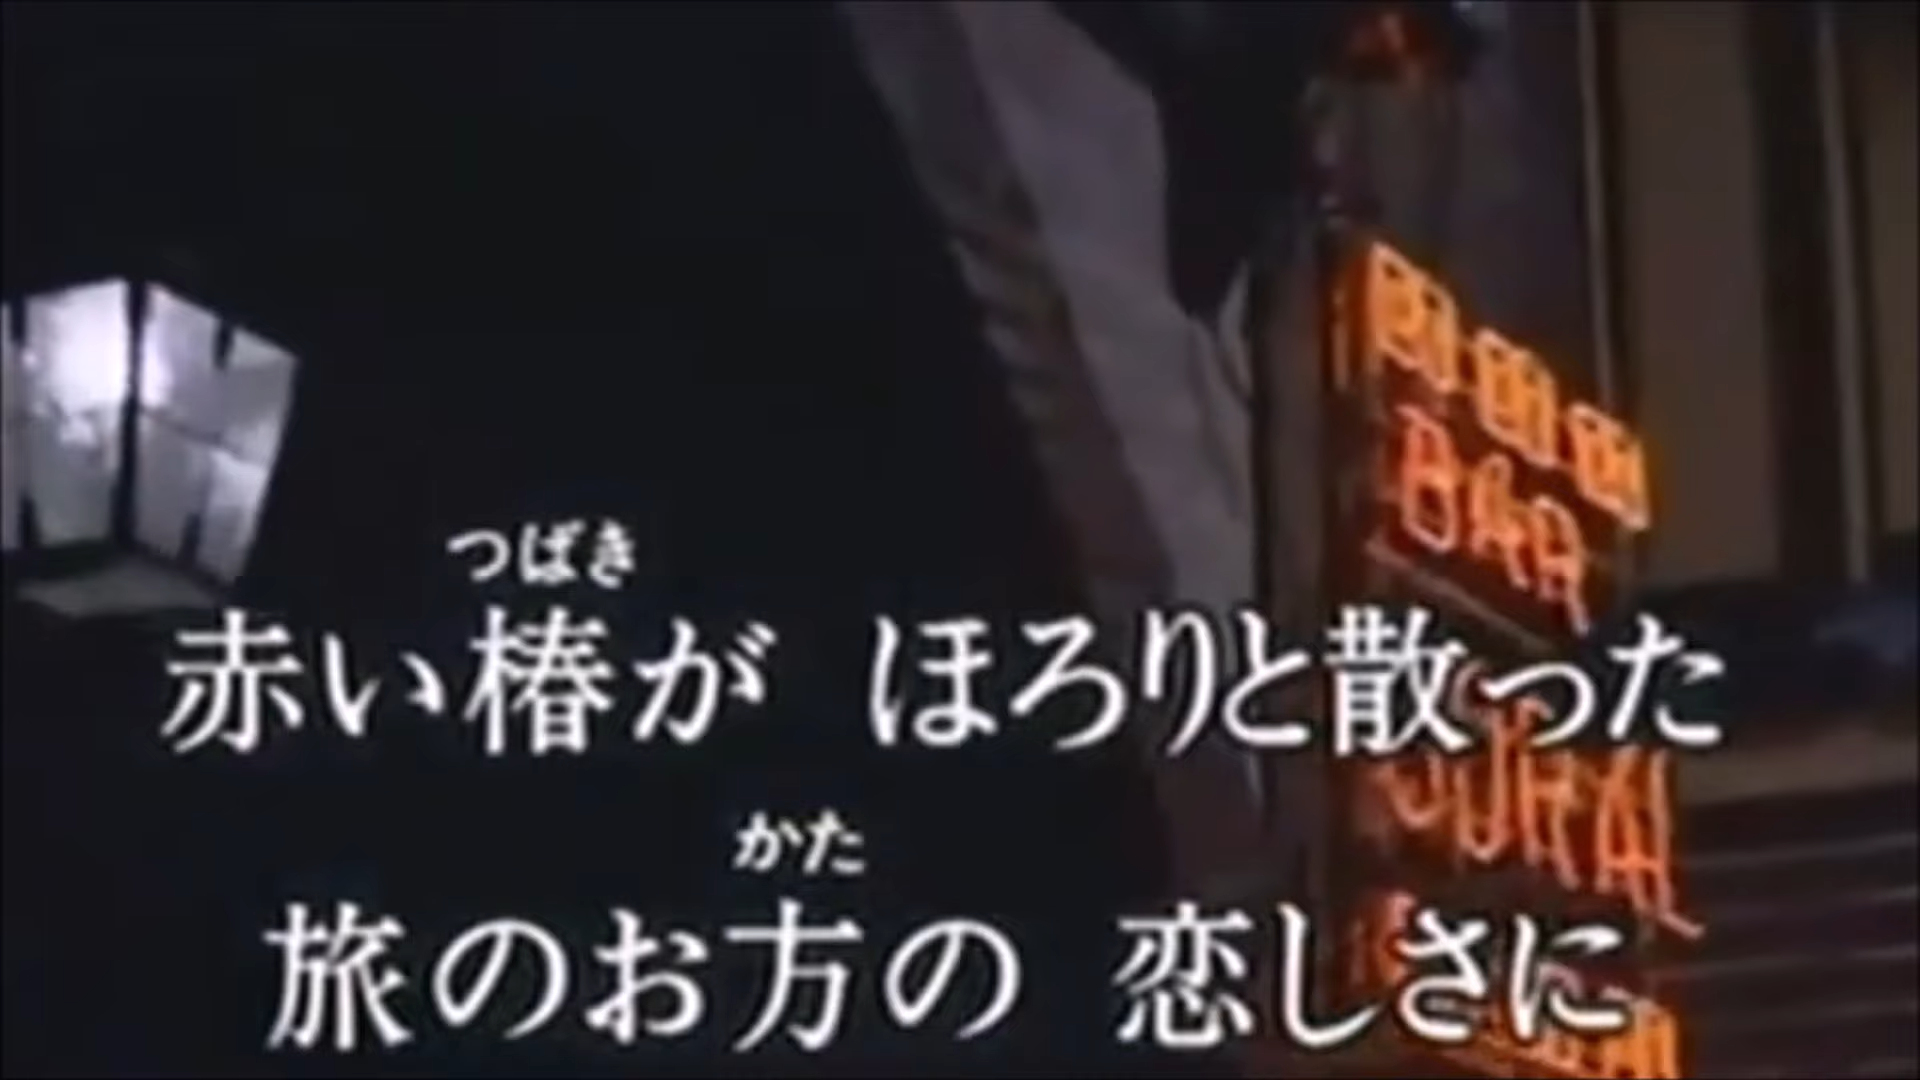 BAR
つばき
赤い椿が ほろりと散った
かた
旅のお方の 恋しさに